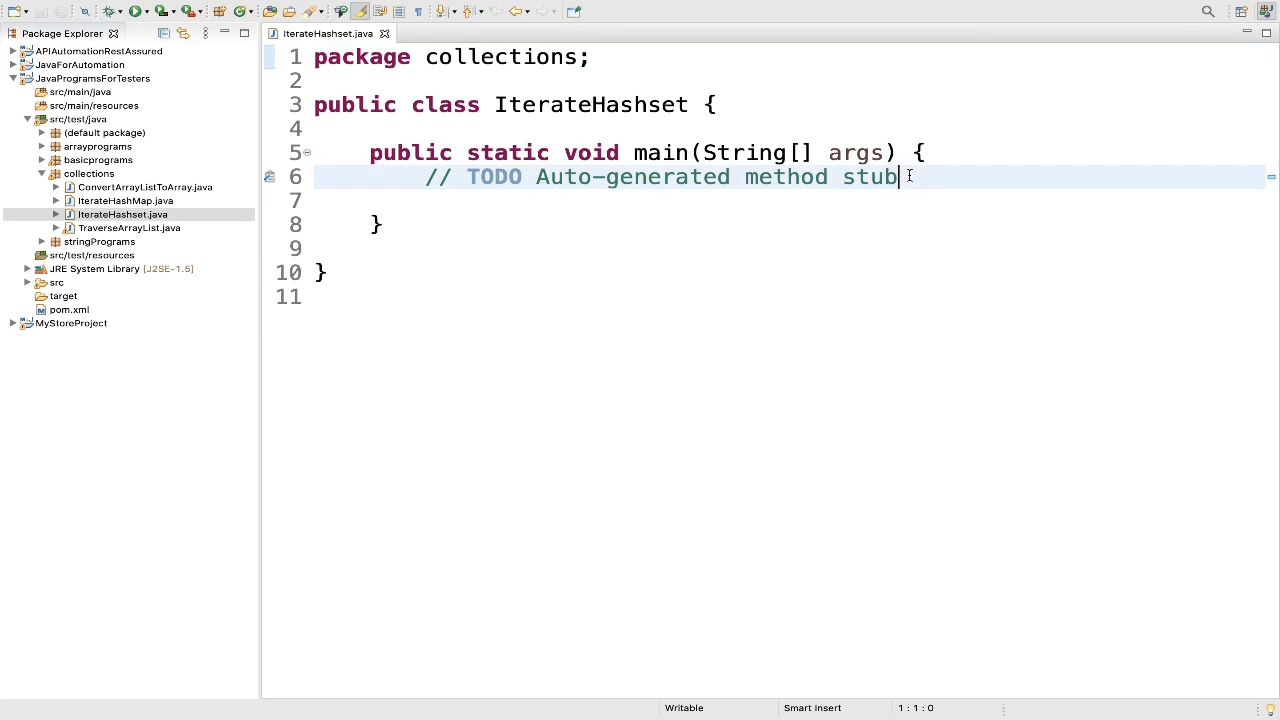 Package Explorer
APIAutomationRestAssured
JavaForAutomation
JavaProgramsForTesters
src/main/java
src/main/resources
src/test/java
(default package)
arrayprograms
basicprograms
collections
ConvertArrayListToArray.java
IterateHashMap.java
IterateHashset.java
TraverseArrayList.java
stringPrograms
src/test/resources
JRE System Library [J2SE-1.5]
src
target
pom.xml
MyStoreProject
IterateHashset.java
1 package collections;
2
3 public class IterateHashset {
4
5 public static void main(String[] args) {
6 // TODO Auto-generated method stub
7
8 }
9
10 }
11
Writable
Smart Insert
1 : 1 : 0